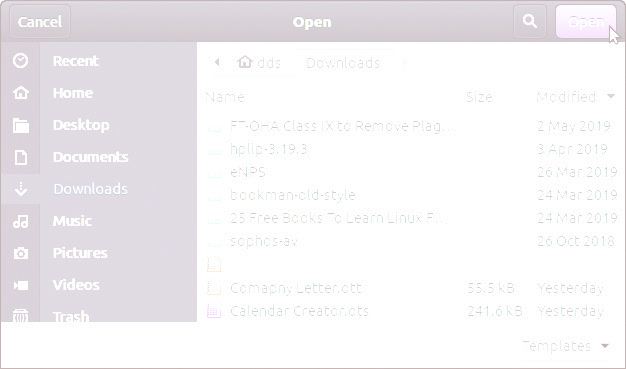 Cancel Open Open
Recent
Home
Desktop
Documents
Downloads
Music
Pictures
Videos
Trash
dds Downloads
Name Size Modified
FT-OHA Class IX to Remove Plag... 2 May 2019
hplip-3.19.3 3 Apr 2019
eNPS 26 Mar 2019
bookman-old-style 24 Mar 2019
25 Free Books To Learn Linux F... 24 Mar 2019
sophos-av 26 Oct 2018
Comapny Letter.ott 55.5 kB Yesterday
Calendar Creator.ots 241.6 kB Yesterday
Templates